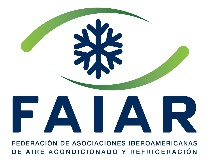 FAIAR
FEDERACIÓN DE ASOCIACIONES IBEROAMERICANAS
DE AIRE ACONDICIONADO Y REFRIGERACIÓN